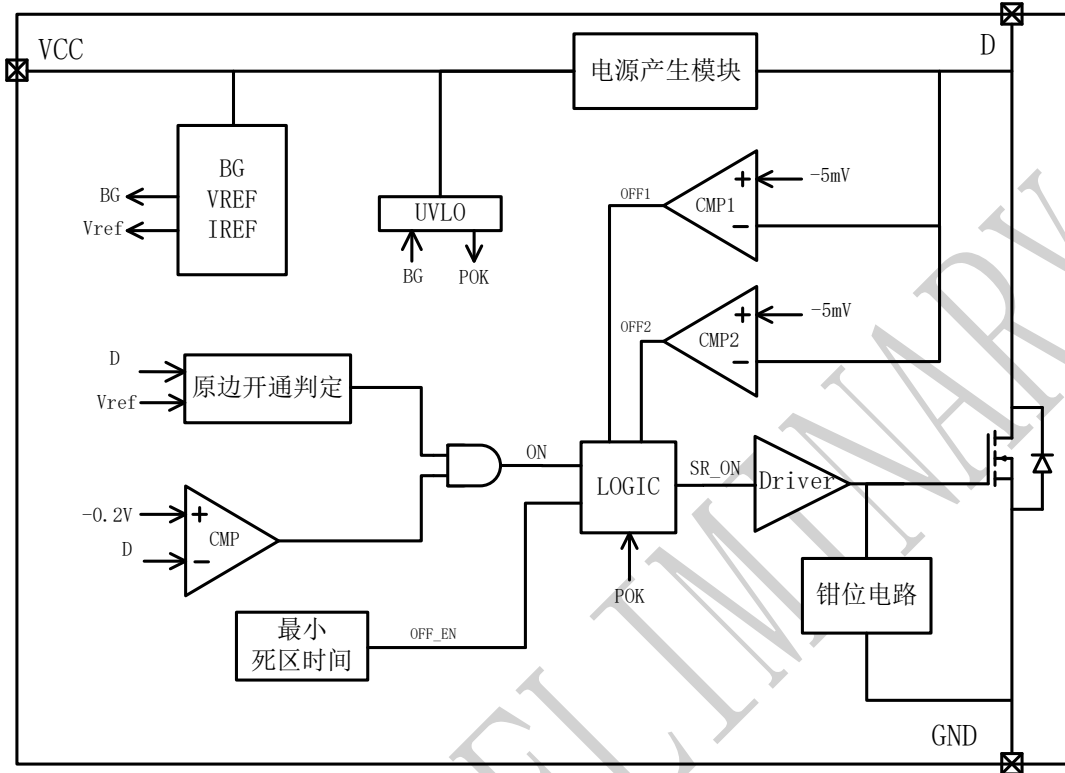 VCC
D
电源产生模块
BG
VREF
IREF
BG
Vref
UVLO
BG
POK
OFF1
+
CMP1
-
-5mV
OFF2
+
CMP2
-
-5mV
D
Vref
原边开通判定
-0.2V
D
+
CMP
-
ON
LOGIC
SR_ON
Driver
POK
钳位电路
最小
死区时间
OFF_EN
GND
ELIMINARY